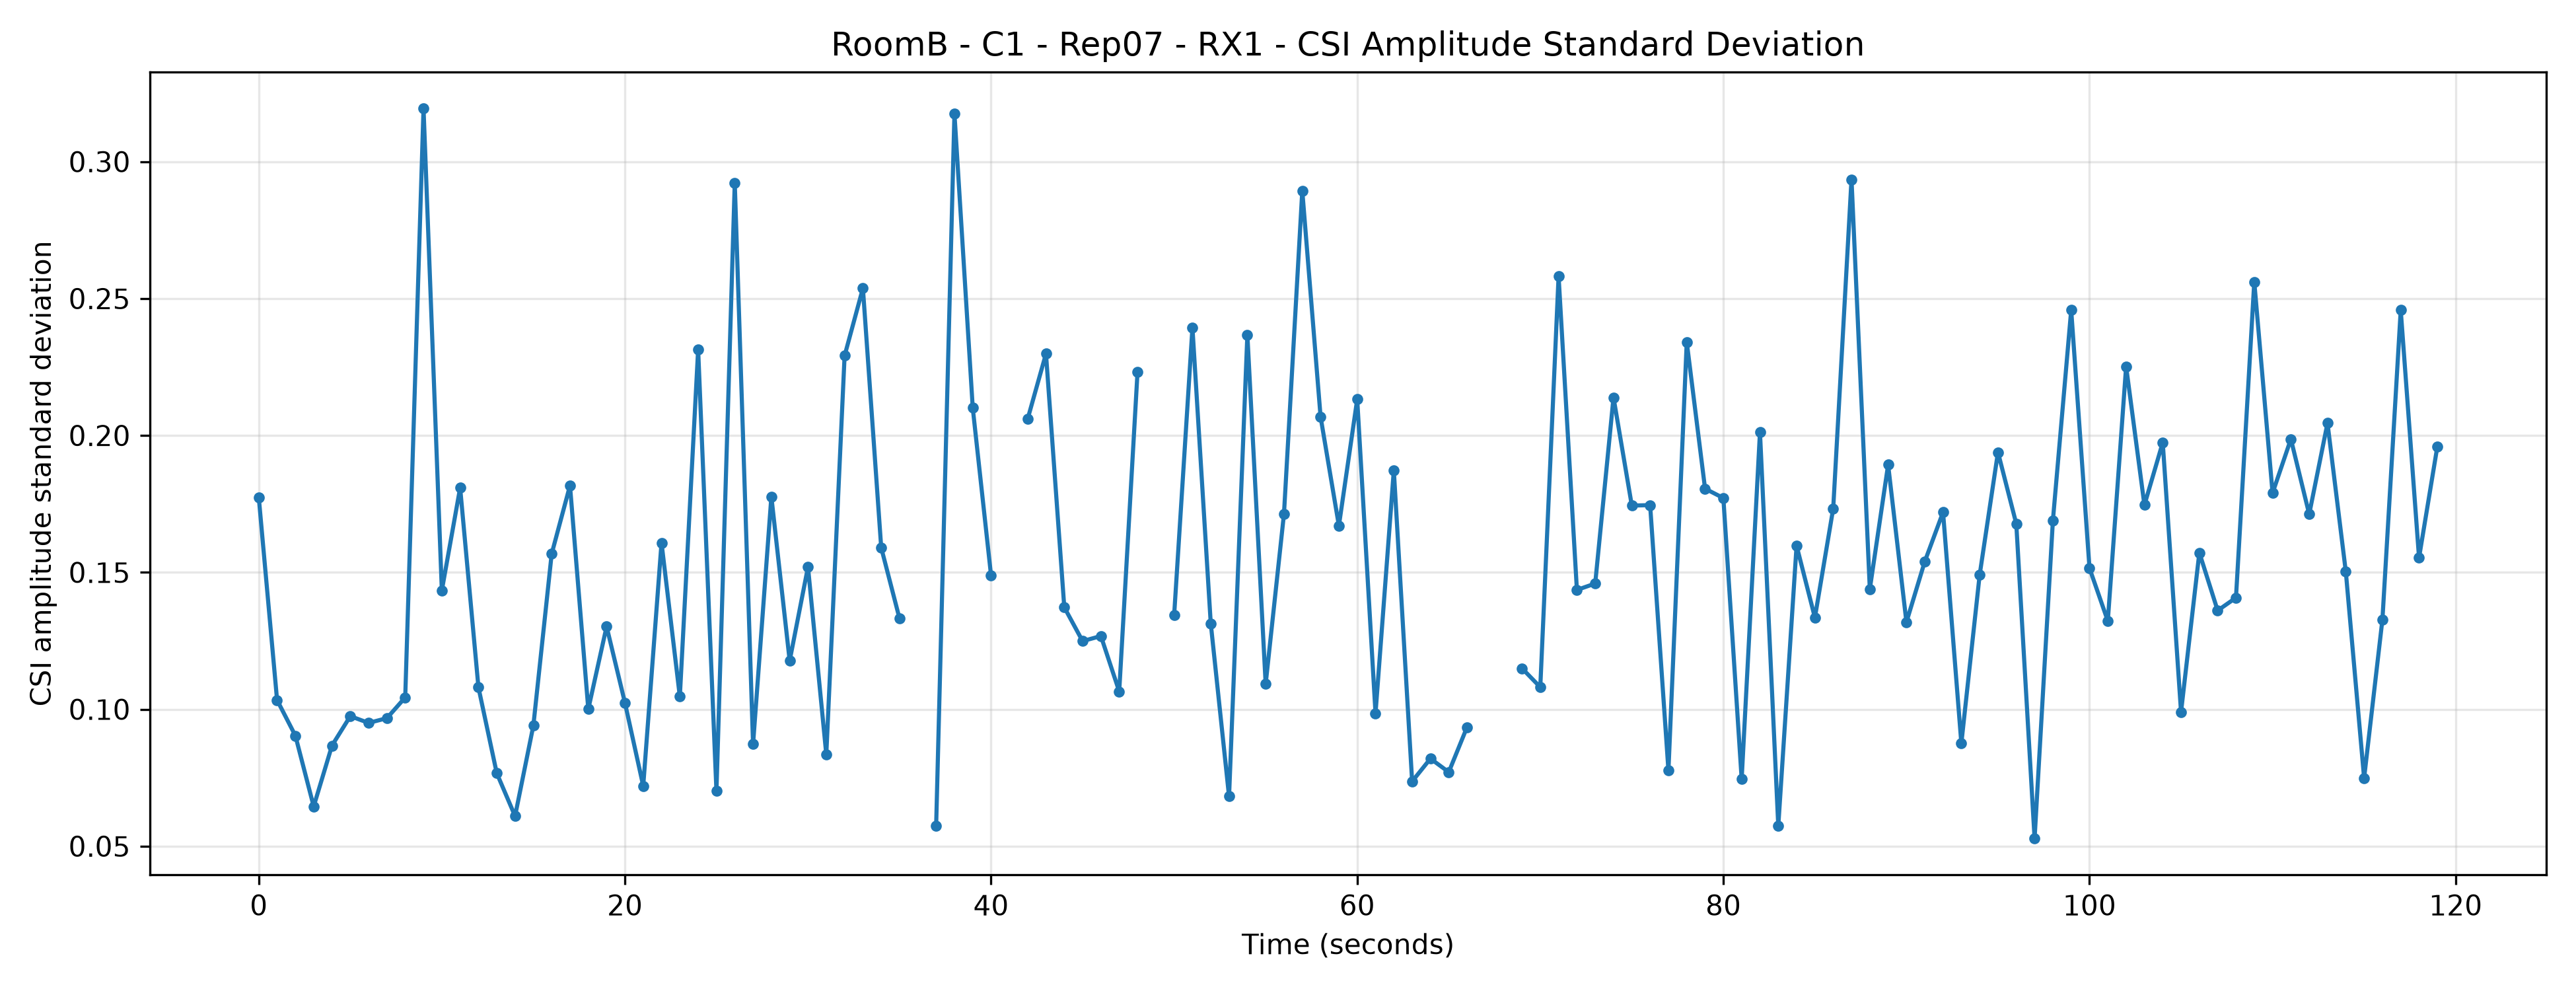 RoomB - C1 - Rep07 - RX1 - CSI Amplitude Standard Deviation
CSI amplitude standard deviation
0.30
0.25
0.20
0.15
0.10
0.05
0 20 40 60 80 100 120
Time (seconds)